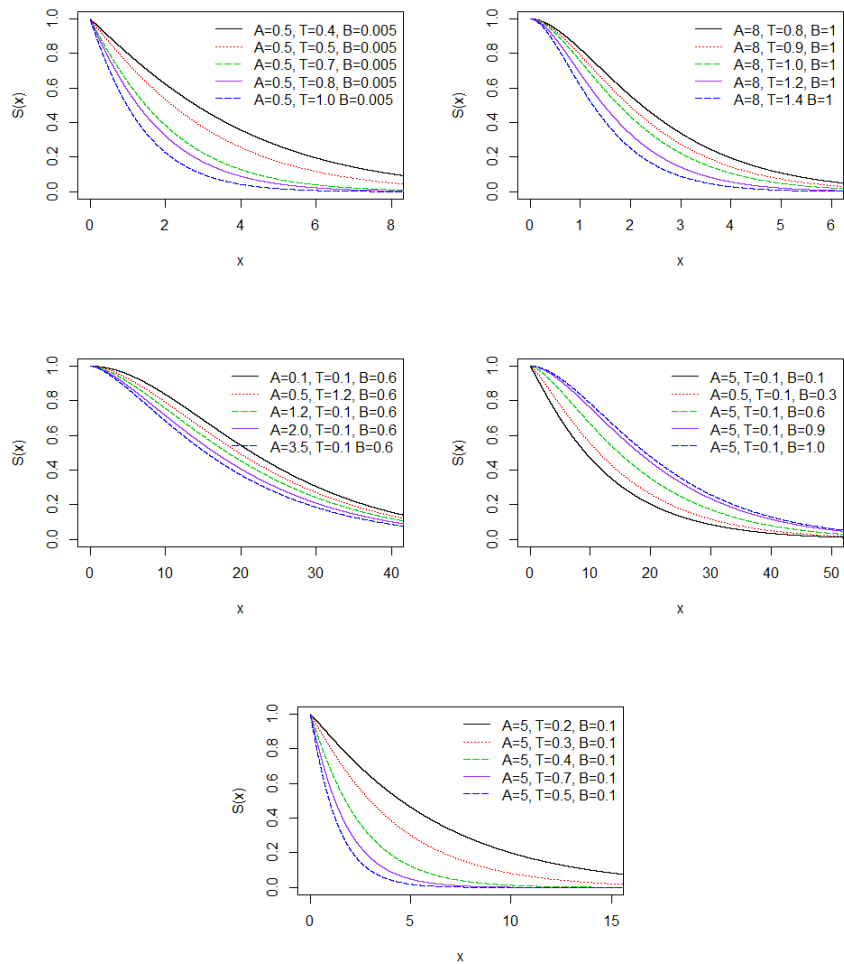 A=0.5, T=0.4, B=0.005
A=0.5, T=0.5, B=0.005
A=0.5, T=0.7, B=0.005
A=0.5, T=0.8, B=0.005
A=0.5, T=1.0 B=0.005
S(x)
0.0 0.2 0.4 0.6 0.8 1.0
0 2 4 6 8
x
A=8, T=0.8, B=1
A=8, T=0.9, B=1
A=8, T=1.0, B=1
A=8, T=1.2, B=1
A=8, T=1.4 B=1
S(x)
0.0 0.2 0.4 0.6 0.8 1.0
0 1 2 3 4 5 6
x
A=0.1, T=0.1, B=0.6
A=0.5, T=1.2, B=0.6
A=1.2, T=0.1, B=0.6
A=2.0, T=0.1, B=0.6
A=3.5, T=0.1 B=0.6
S(x)
0.0 0.2 0.4 0.6 0.8 1.0
0 10 20 30 40
x
A=5, T=0.1, B=0.1
A=0.5, T=0.1, B=0.3
A=5, T=0.1, B=0.6
A=5, T=0.1, B=0.9
A=5, T=0.1, B=1.0
S(x)
0.0 0.2 0.4 0.6 0.8 1.0
0 10 20 30 40 50
x
A=5, T=0.2, B=0.1
A=5, T=0.3, B=0.1
A=5, T=0.4, B=0.1
A=5, T=0.7, B=0.1
A=5, T=0.5, B=0.1
S(x)
0.0 0.2 0.4 0.6 0.8 1.0
0 5 10 15
x